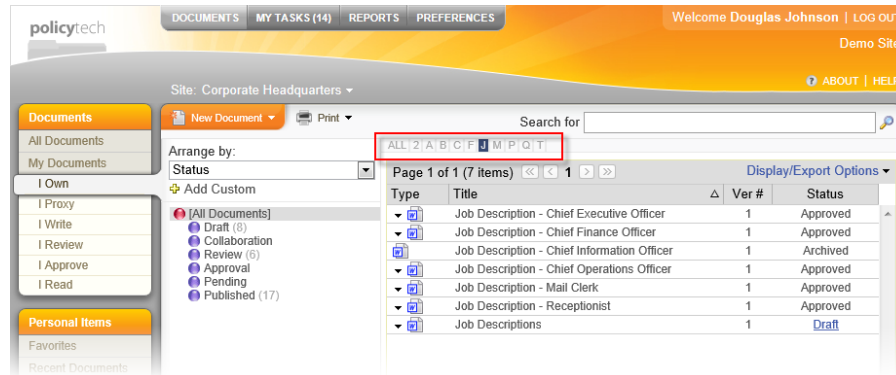 policytech
DOCUMENTS MY TASKS (14) REPORTS PREFERENCES
Welcome Douglas Johnson | LOG OUT
Demo Site
ABOUT | HELP
Site: Corporate Headquarters
Documents
All Documents
My Documents
I Own
I Proxy
I Write
I Review
I Approve
I Read
Personal Items
Favorites
Recent Documents
New Document Print
Search for
Arrange by:
Status
Add Custom
[All Documents]
Draft (8)
Collaboration
Review (6)
Approval
Pending
Published (17)
ALL 2 A B C F J M P Q T
Page 1 of 1 (7 items) 1
Display/Export Options
Type Title Ver # Status
Job Description - Chief Executive Officer 1 Approved
Job Description - Chief Finance Officer 1 Approved
Job Description - Chief Information Officer 1 Archived
Job Description - Chief Operations Officer 1 Approved
Job Description - Mail Clerk 1 Approved
Job Description - Receptionist 1 Approved
Job Descriptions 1 Draft